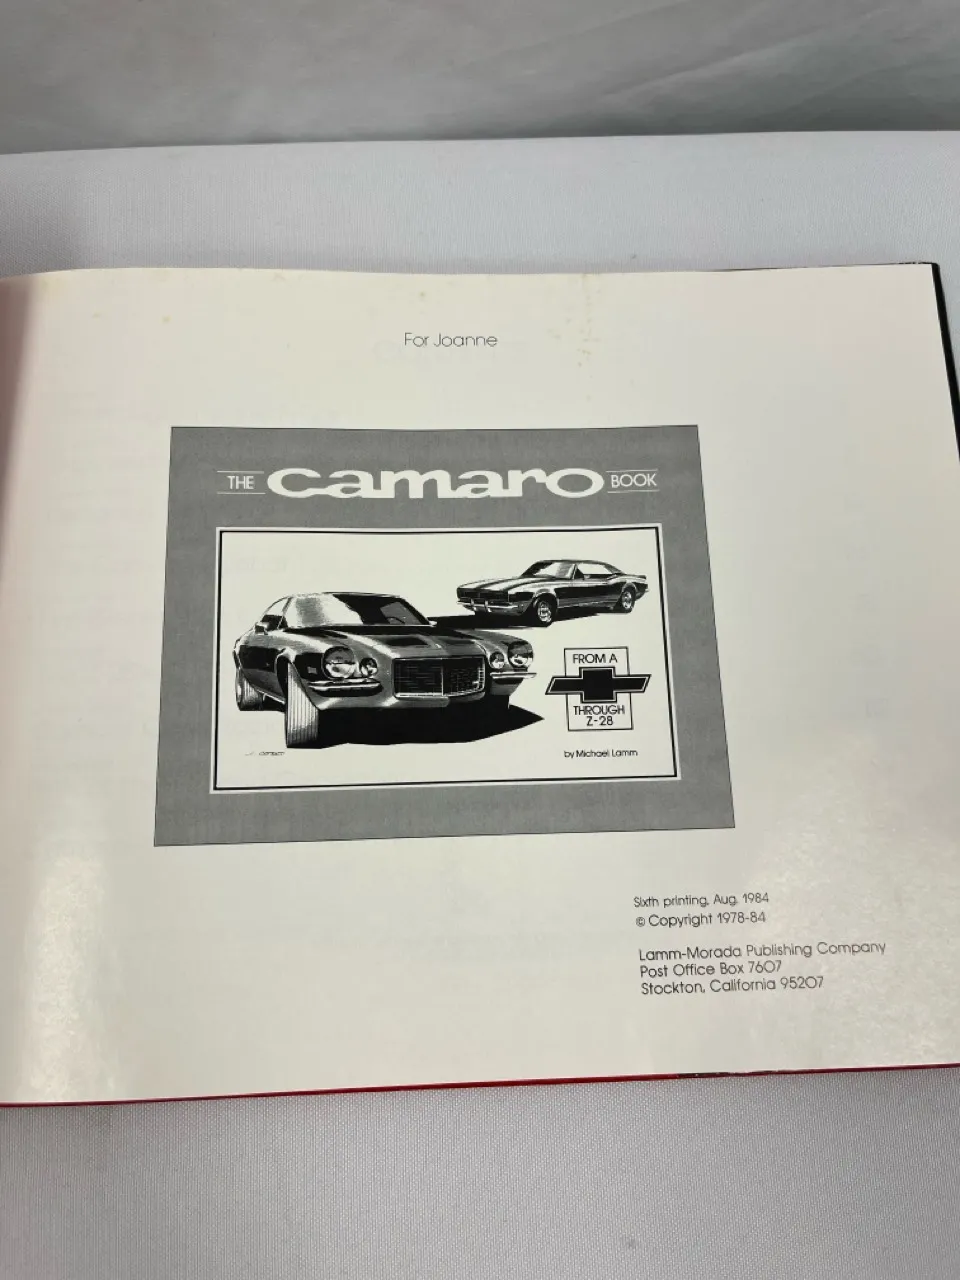 For Joanne
THE camaro BOOK
FROM A
THROUGH
Z-28
by Michael Lamm
Sixth printing, Aug. 1984
© Copyright 1978-84
Lamm-Morada Publishing Company
Post Office Box 7607
Stockton, California 95207